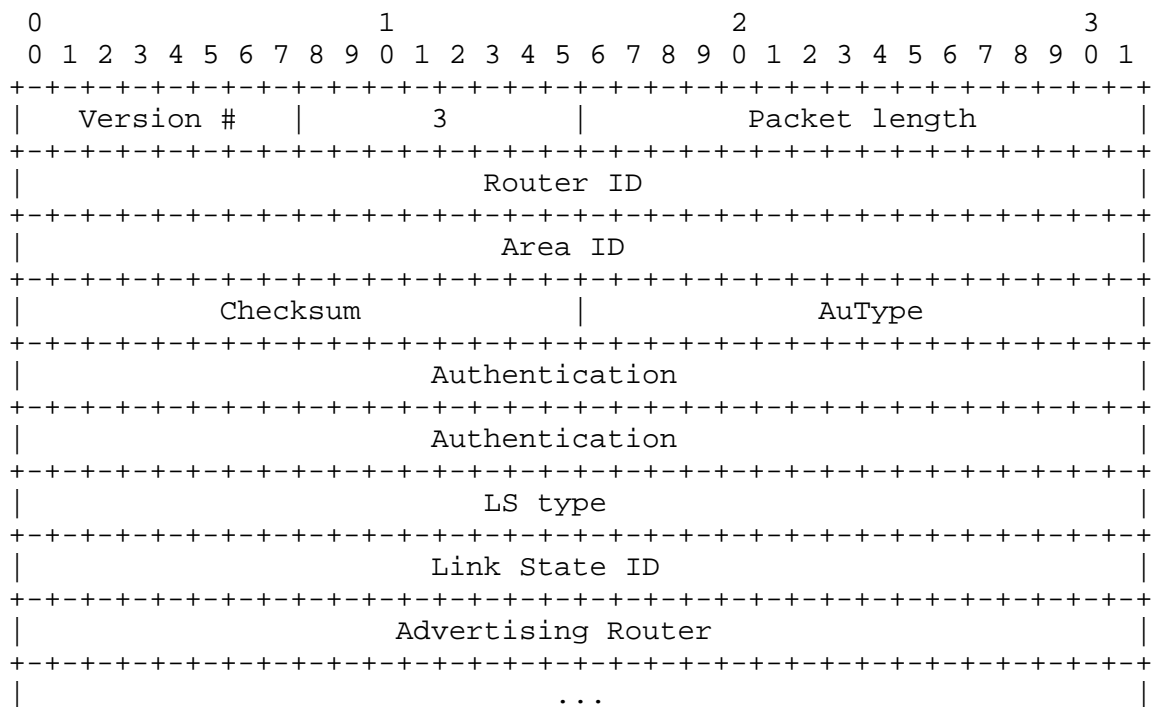 0                   1                   2                   3
 0 1 2 3 4 5 6 7 8 9 0 1 2 3 4 5 6 7 8 9 0 1 2 3 4 5 6 7 8 9 0 1
+-+-+-+-+-+-+-+-+-+-+-+-+-+-+-+-+-+-+-+-+-+-+-+-+-+-+-+-+-+-+-+-+
|   Version #   |       3       |         Packet length         |
+-+-+-+-+-+-+-+-+-+-+-+-+-+-+-+-+-+-+-+-+-+-+-+-+-+-+-+-+-+-+-+-+
|                          Router ID                            |
+-+-+-+-+-+-+-+-+-+-+-+-+-+-+-+-+-+-+-+-+-+-+-+-+-+-+-+-+-+-+-+-+
|                           Area ID                             |
+-+-+-+-+-+-+-+-+-+-+-+-+-+-+-+-+-+-+-+-+-+-+-+-+-+-+-+-+-+-+-+-+
|           Checksum            |             AuType            |
+-+-+-+-+-+-+-+-+-+-+-+-+-+-+-+-+-+-+-+-+-+-+-+-+-+-+-+-+-+-+-+-+
|                       Authentication                          |
+-+-+-+-+-+-+-+-+-+-+-+-+-+-+-+-+-+-+-+-+-+-+-+-+-+-+-+-+-+-+-+-+
|                       Authentication                          |
+-+-+-+-+-+-+-+-+-+-+-+-+-+-+-+-+-+-+-+-+-+-+-+-+-+-+-+-+-+-+-+-+
|                          LS type                              |
+-+-+-+-+-+-+-+-+-+-+-+-+-+-+-+-+-+-+-+-+-+-+-+-+-+-+-+-+-+-+-+-+
|                       Link State ID                           |
+-+-+-+-+-+-+-+-+-+-+-+-+-+-+-+-+-+-+-+-+-+-+-+-+-+-+-+-+-+-+-+-+
|                     Advertising Router                        |
+-+-+-+-+-+-+-+-+-+-+-+-+-+-+-+-+-+-+-+-+-+-+-+-+-+-+-+-+-+-+-+-+
|                              ...                              |